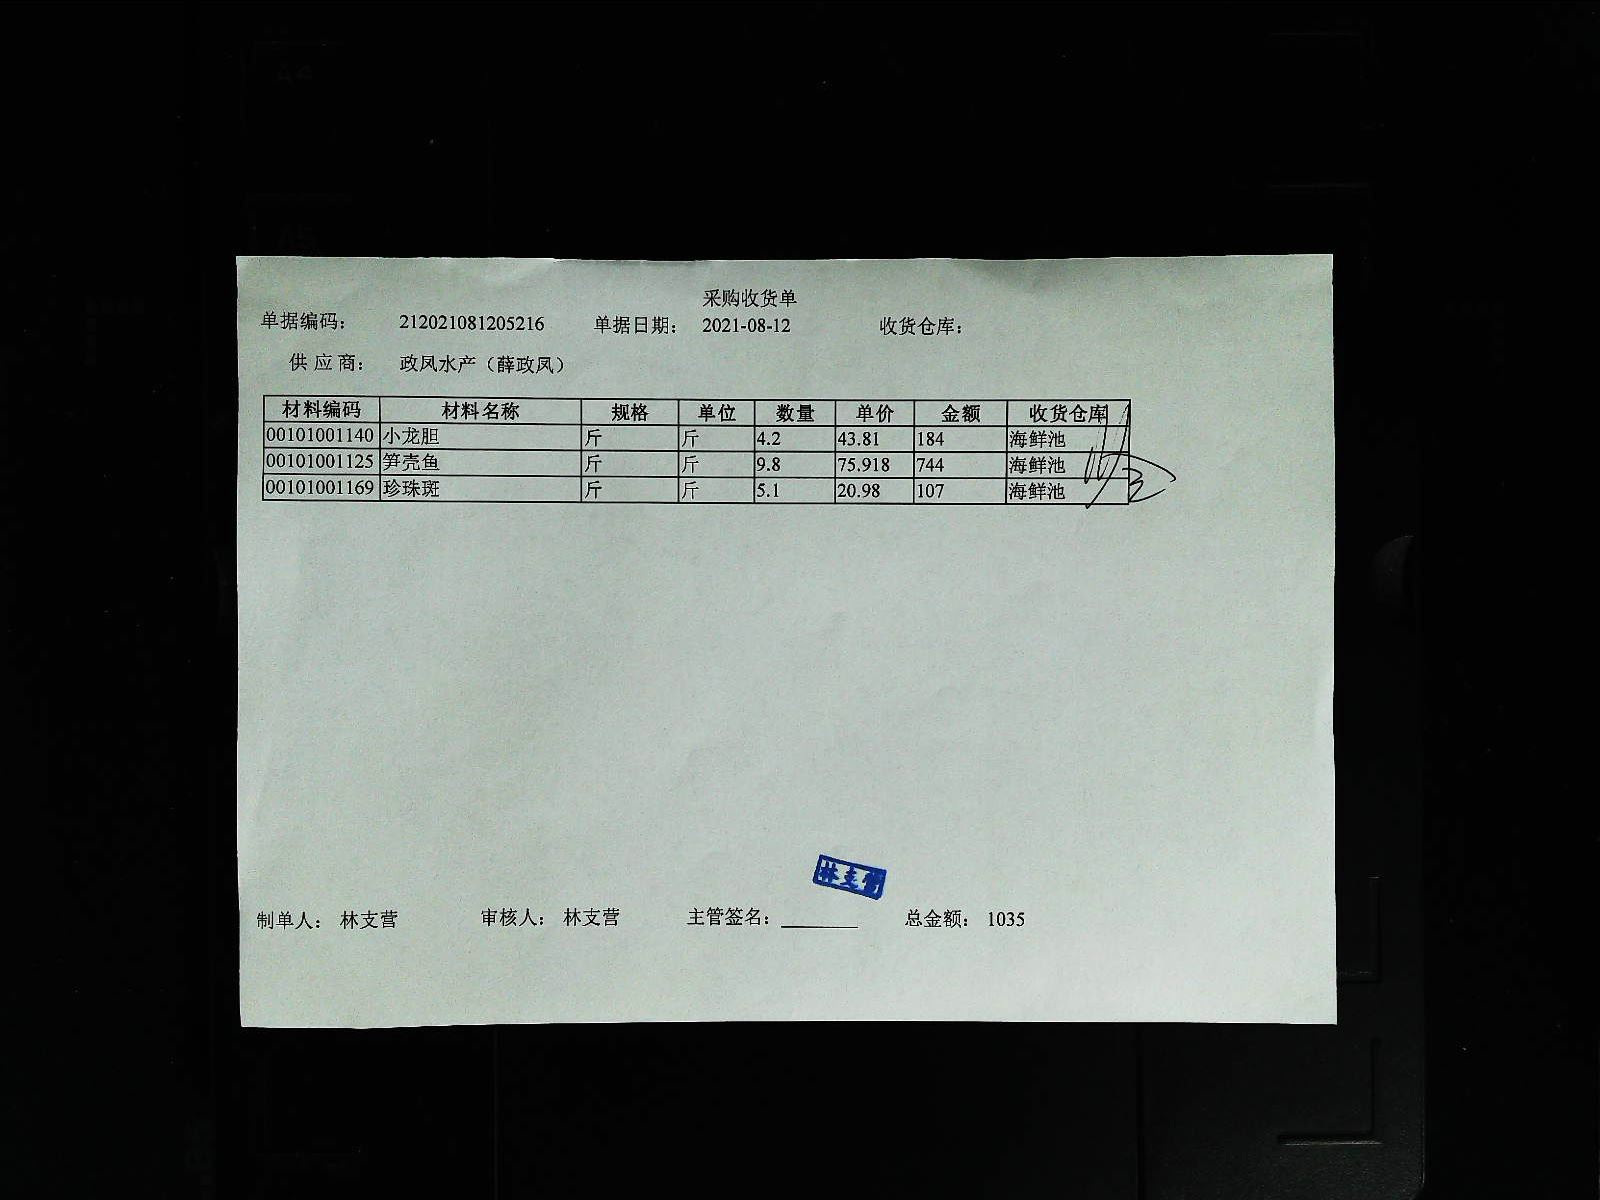 采购收货单
单据编码： 212021081205216 单据日期： 2021-08-12 收货仓库：
供应商： 政凤水产（薛政凤）
材料编码 材料名称 规格 单位 数量 单价 金额 收货仓库
00101001140 小龙胆 斤 斤 4.2 43.81 184 海鲜池
00101001125 笋壳鱼 斤 斤 9.8 75.918 744 海鲜池
00101001169 珍珠斑 斤 斤 5.1 20.98 107 海鲜池
林支营
制单人： 林支营 审核人： 林支营 主管签名： 总金额： 1035